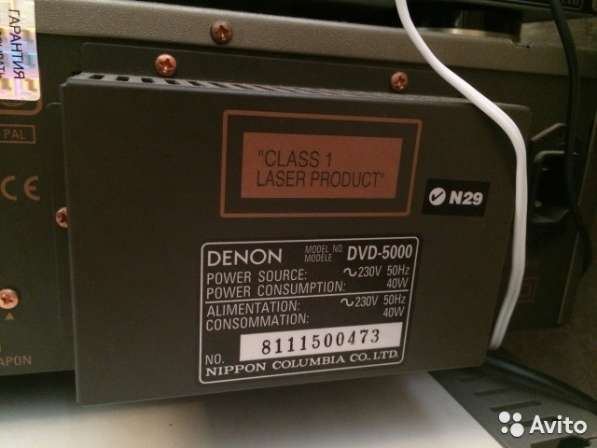 ГАРАНТИЯ
PAL
CE
"CLASS 1
LASER PRODUCT"
N29
DENON
MODEL NO.
MODELE
DVD-5000
POWER SOURCE: ~230V 50Hz
POWER CONSUMPTION: 40W
ALIMENTATION: ~230V 50Hz
CONSOMMATION: 40W
NO. 8111500473
NIPPON COLUMBIA CO., LTD.
Avito